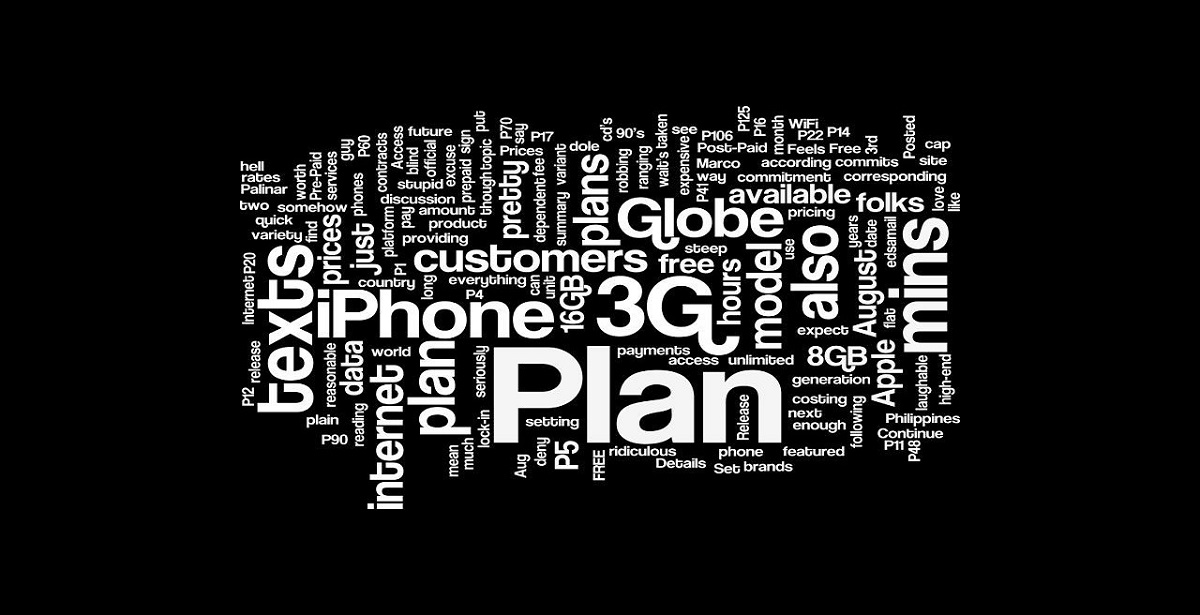 hell
rates
Palinar
two
somehow
quick
variety
worth
Pre-Paid
services
guy
P60
phones
find
contracts
Access
blind
official
future
excuse
prepaid
sign
put
stupid
discussion
amount
pay
platform
product
providing
though
topic
P70
say
P17
Prices
pretty
dependent
fee
summary
variant
dole
cd's
90's
plans
robbing
ranging
wait's
taken
see
expensive
P106
P125
P16
month
WiFi
P22
P14
Post-Paid
Feels
Free
3rd
Posted
cap
Marco
according
commits
site
way
commitment
corresponding
P41
available
folks
love
like
Globe
pricing
steep
customers
free
hours
model
use
also
years
date
edsamail
August
flat
mins
prices
just
P1
country
long
everything
P4
can
unit
16GB
3G
iPhone
texts
Internet
P20
release
P12
expect
8GB
Apple
laughable
high-end
Plan
payments
access
unlimited
generation
costing
next
enough
following
Philippines
Continue
P11
P48
reasonable
data
world
plan
seriously
plain
reading
P90
internet
mean
much
lock-in
setting
Release
Aug
deny
P5
FREE
ridiculous
Details
phone
Set
brands
featured